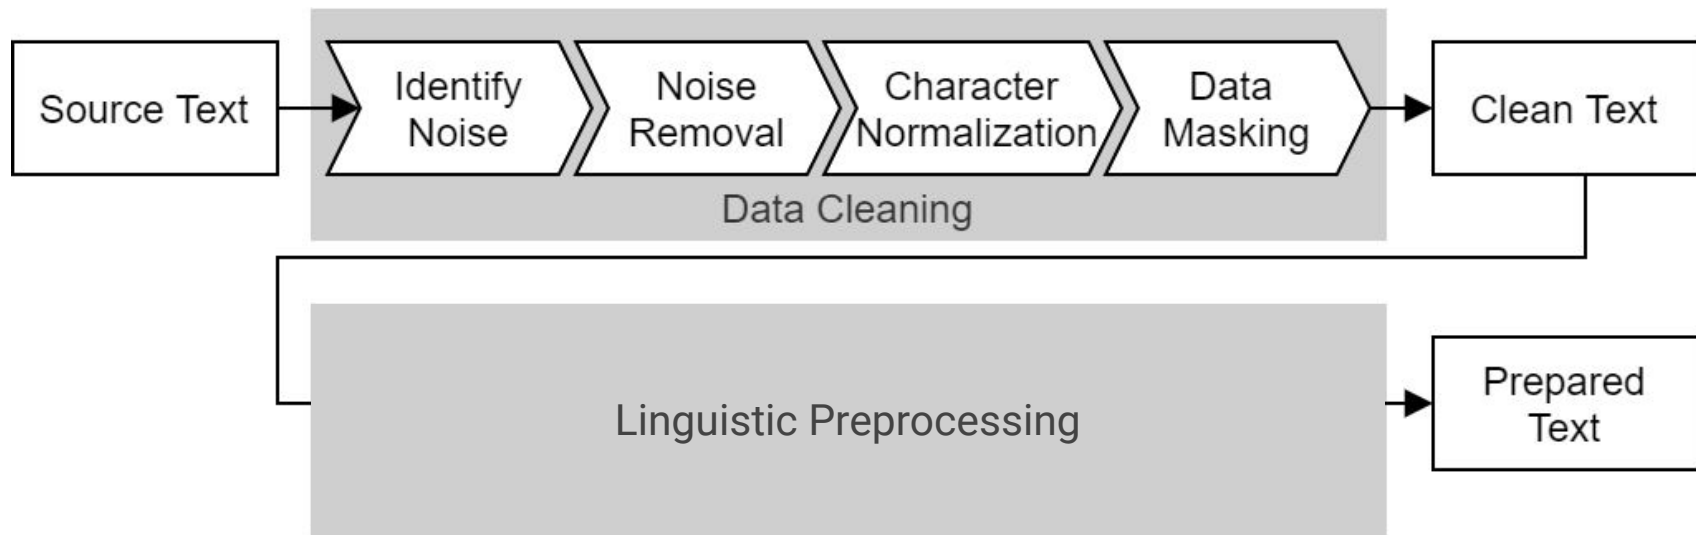 Source Text
Identify
Noise
Noise
Removal
Character
Normalization
Data
Masking
Clean Text
Data Cleaning
Linguistic Preprocessing
Prepared
Text